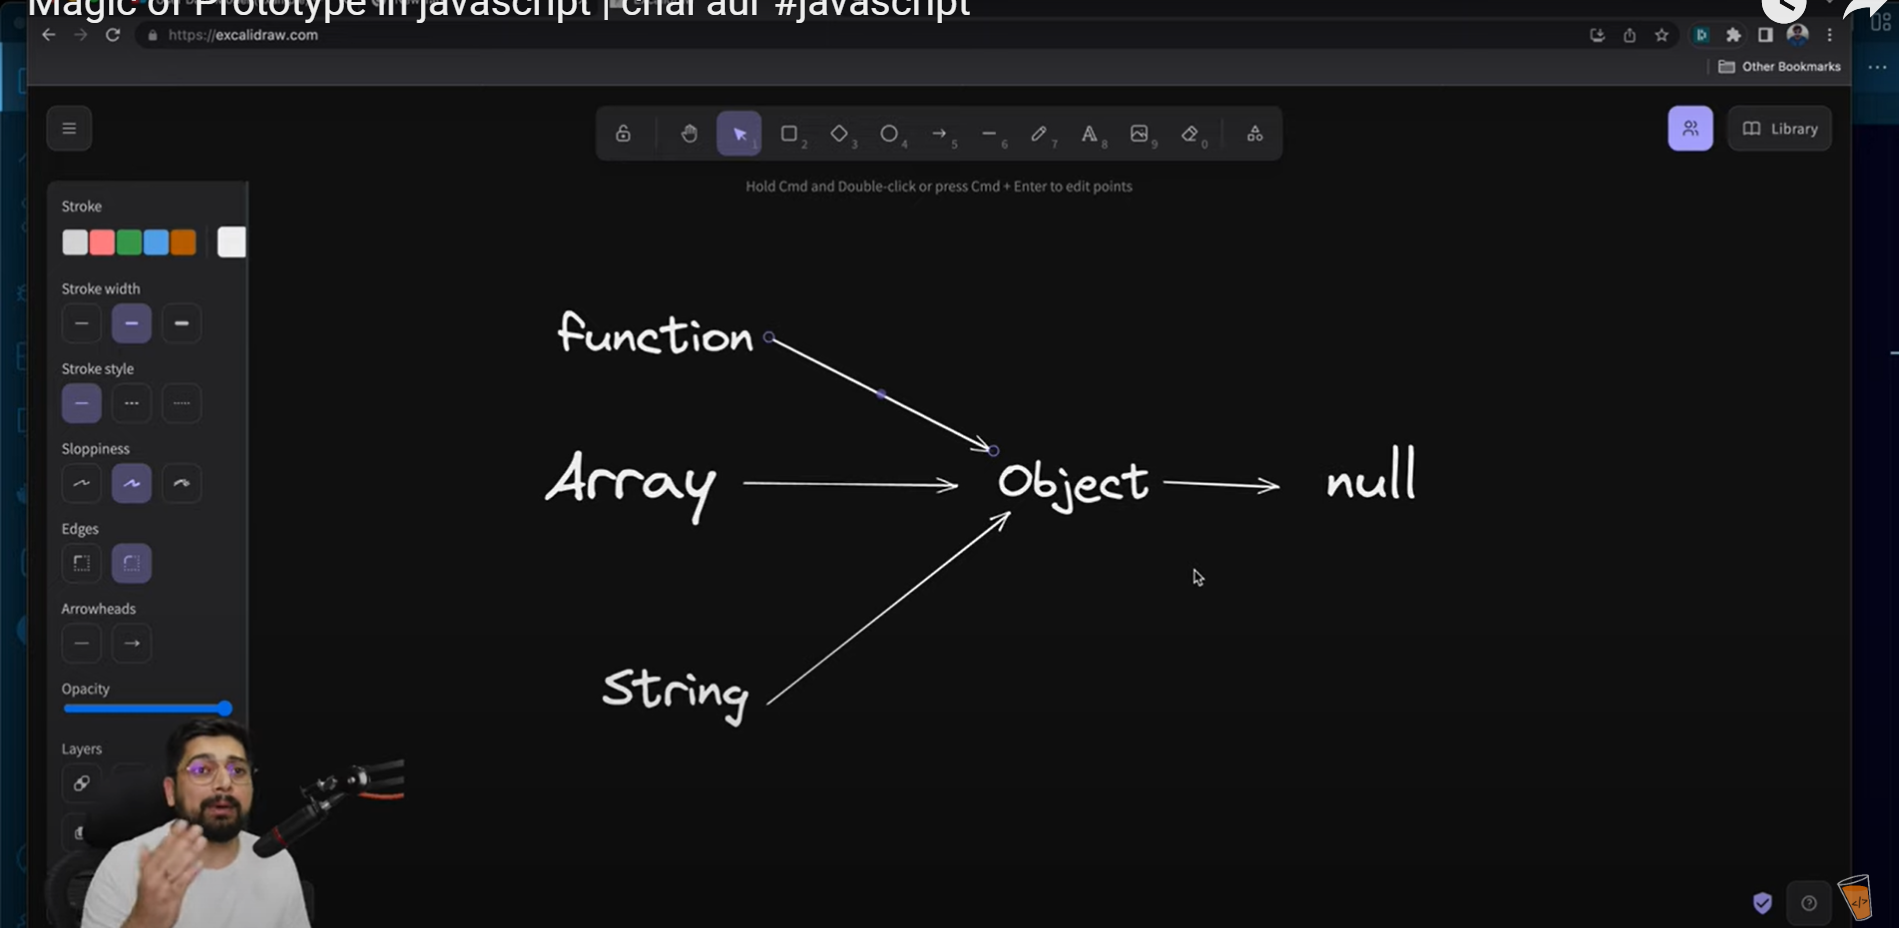 Magic of Prototype in javascript | chai aur #javascript
https://excalidraw.com
Other Bookmarks
1 2 3 4 5 6 7 8 9 0
Library
Hold Cmd and Double-click or press Cmd + Enter to edit points
Stroke
Stroke width
Stroke style
Sloppiness
Edges
Arrowheads
Opacity
Layers
function
Array
Object
null
String